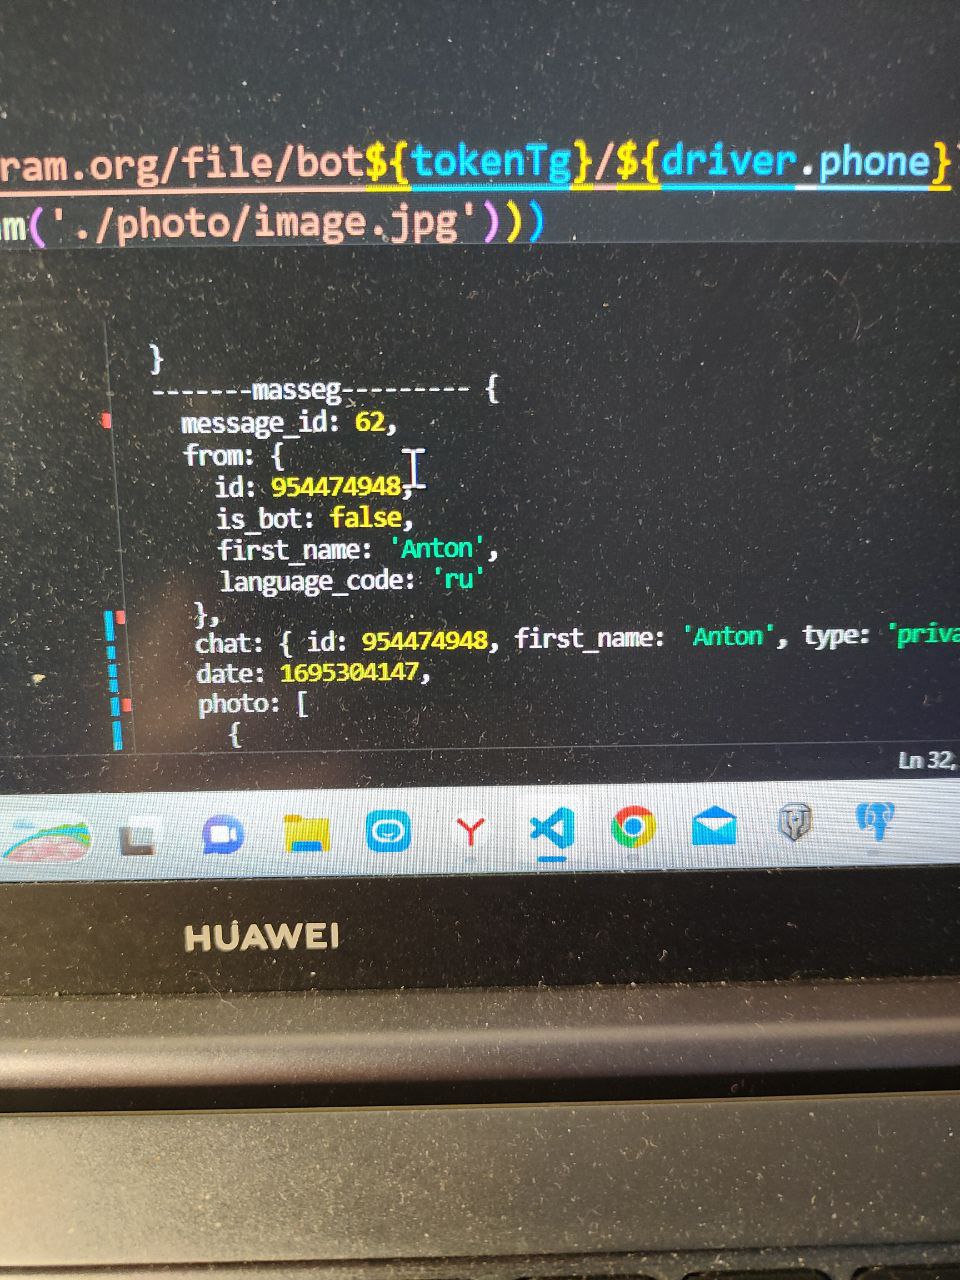 ram.org/file/bot${tokenTg}/${driver.phone}`
m('./photo/image.jpg')))
}
-------masseg--------- {
message_id: 62,
from: {
id: 954474948,
is_bot: false,
first_name: 'Anton',
language_code: 'ru'
},
chat: { id: 954474948, first_name: 'Anton', type: 'priva
date: 1695304147,
photo: [
{
Ln 32,
HUAWEI